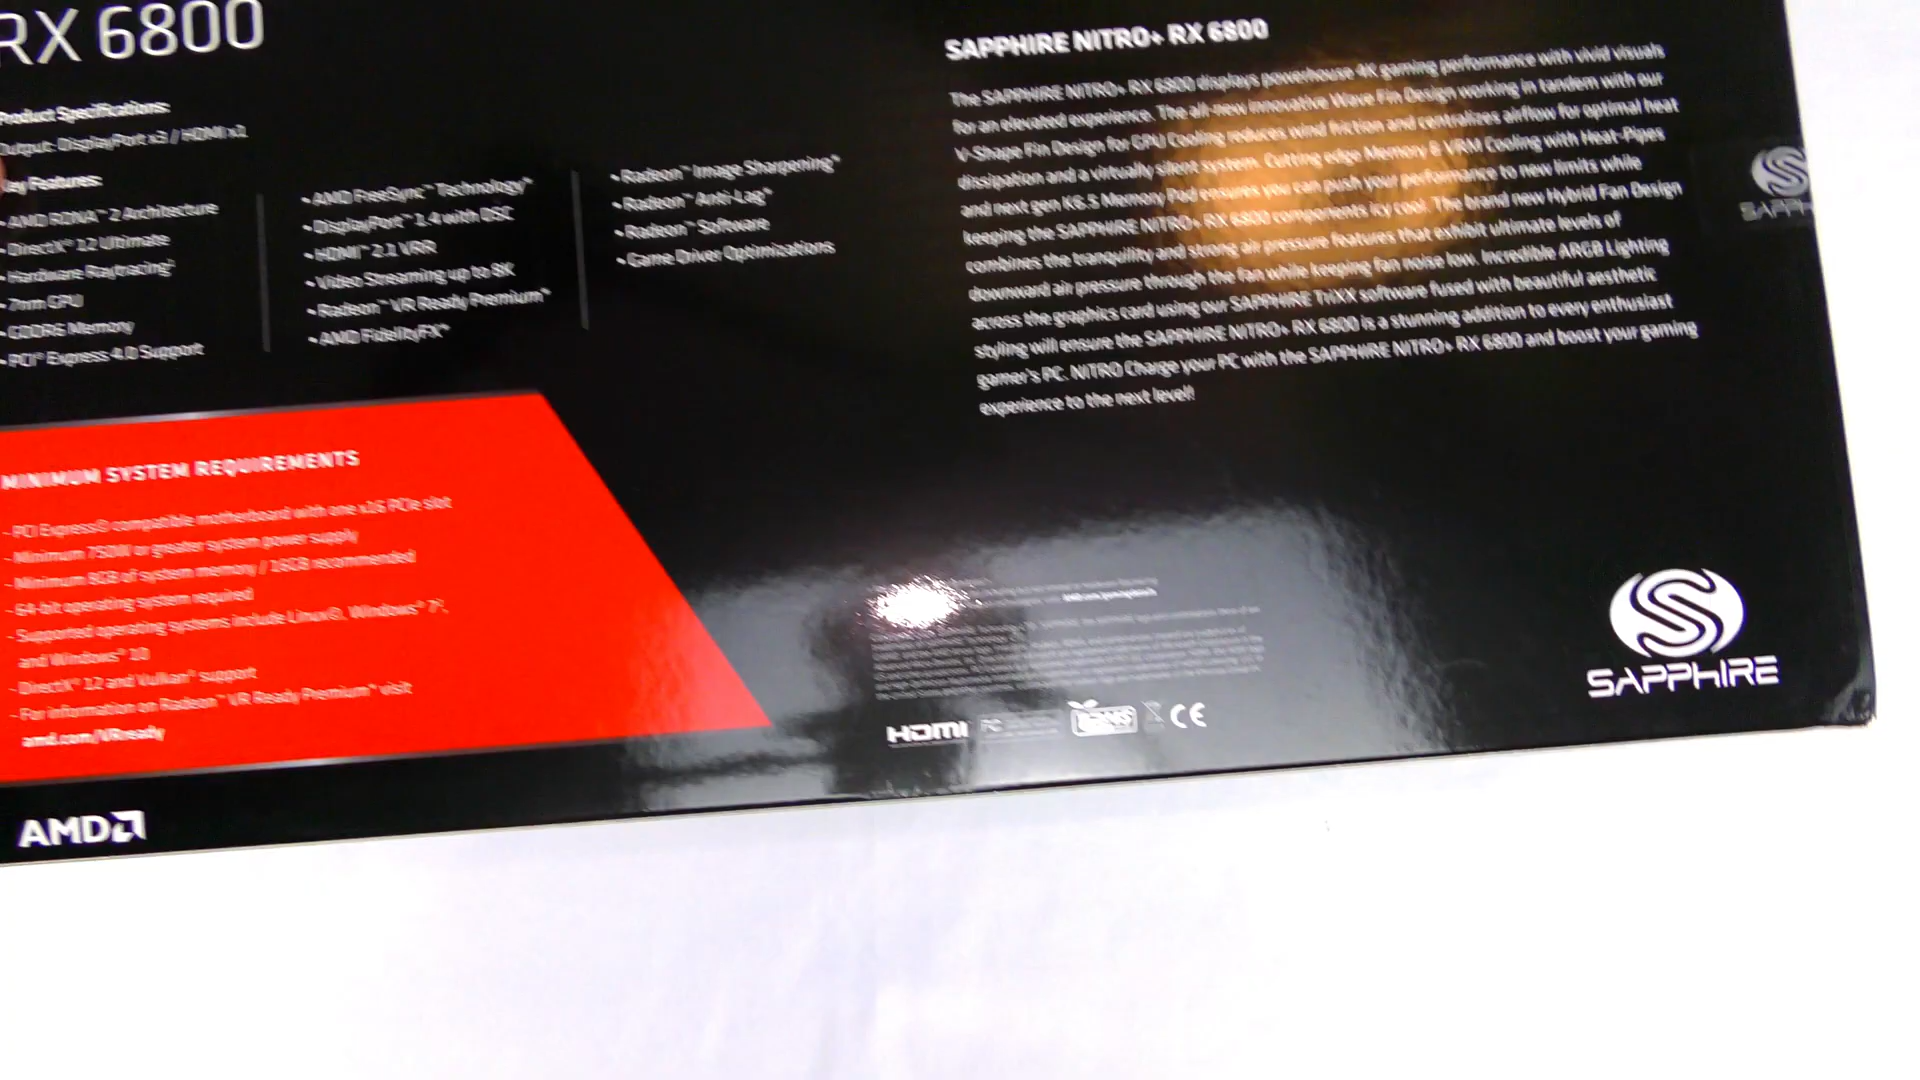 RX 6800
Product Specifications:
Output: DisplayPort x3 / HDMI x1
Key Features:
• AMD RDNA™ 2 Architecture
• DirectX® 12 Ultimate
• Hardware Raytracing
• 7nm GPU
• GDDR6 Memory
• PCI® Express 4.0 Support
• AMD FreeSync™ Technology*
• DisplayPort™ 1.4 with DSC
• HDMI™ 2.1 VRR
• Video Streaming up to 8K
• Radeon™ VR Ready Premium*
• AMD FidelityFX*
• Radeon™ Image Sharpening*
• Radeon™ Anti-Lag*
• Radeon™ Software
• Game Driver Optimizations
MINIMUM SYSTEM REQUIREMENTS
- PCI Express® compatible motherboard with one x16 PCIe slot
- Minimum 750W or greater system power supply
- Minimum 8GB of system memory / 16GB recommended
- 64-bit operating system required
- Supported operating systems include Linux®, Windows® 7,
and Windows® 10
- DirectX® 12 and Vulkan® support
- For information on Radeon™ VR Ready Premium* visit
amd.com/VRready
AMD
SAPPHIRE NITRO+ RX 6800
The SAPPHIRE NITRO+ RX 6800 displays powerhouse 4K gaming performance with vivid visuals
for an elevated experience. The all-new innovative Wave Fin Design working in tandem with our
V-Shape Fin Design for GPU Cooling reduces wind friction and centralizes airflow for optimal heat
dissipation and a virtually silent system. Cutting edge Memory & VRM Cooling with Heat-Pipes
and next gen K6.5 Memory Pad ensures you can push your performance to new limits while
keeping the SAPPHIRE NITRO+ RX 6800 components icy cool. The brand new Hybrid Fan Design
combines the tranquility and strong air pressure features that exhibit ultimate levels of
downward air pressure through the fan while keeping fan noise low. Incredible ARGB Lighting
across the graphics card using our SAPPHIRE TriXX software fused with beautiful aesthetic
styling will ensure the SAPPHIRE NITRO+ RX 6800 is a stunning addition to every enthusiast
gamer's PC. NITRO Charge your PC with the SAPPHIRE NITRO+ RX 6800 and boost your gaming
experience to the next level!
HDMI RoHS CE
SAPPHIRE
SAPPH